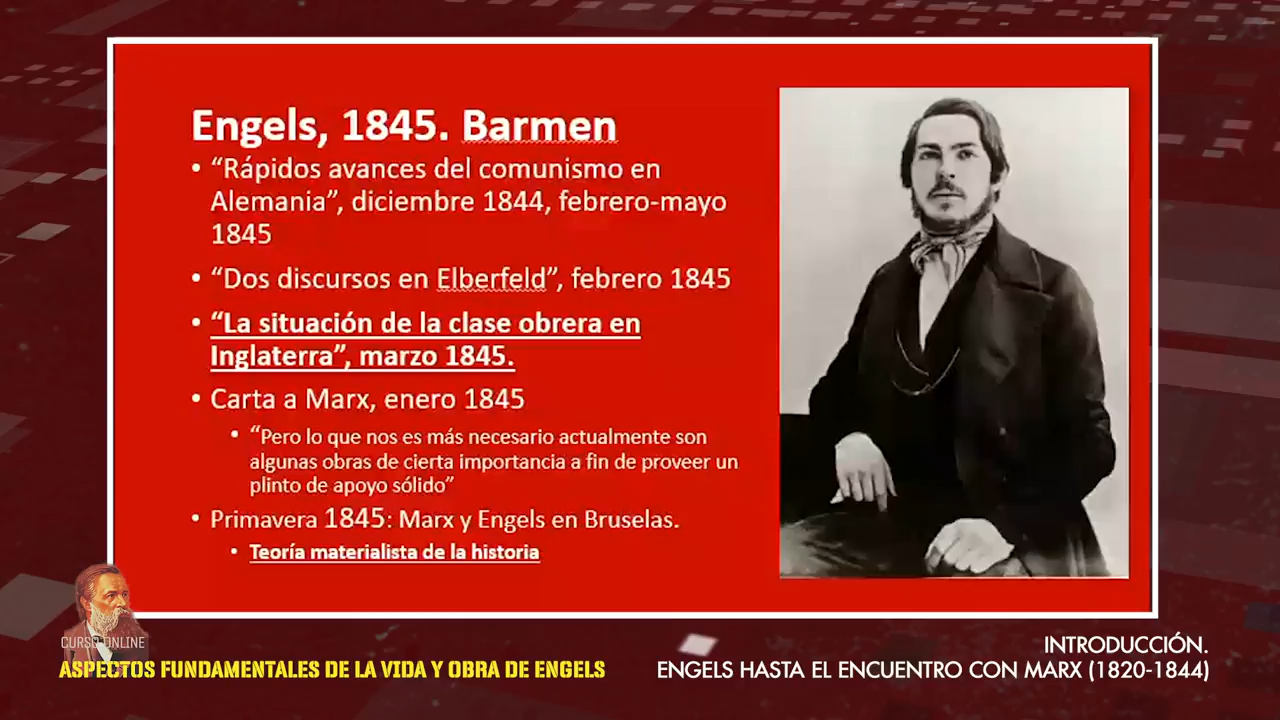 Engels, 1845. Barmen
• “Rápidos avances del comunismo en
Alemania”, diciembre 1844, febrero-mayo
1845
• “Dos discursos en Elberfeld”, febrero 1845
• “La situación de la clase obrera en
Inglaterra”, marzo 1845.
• Carta a Marx, enero 1845
• “Pero lo que nos es más necesario actualmente son
algunas obras de cierta importancia a fin de proveer un
plinto de apoyo sólido”
• Primavera 1845: Marx y Engels en Bruselas.
• Teoría materialista de la historia
CURSO ONLINE
ASPECTOS FUNDAMENTALES DE LA VIDA Y OBRA DE ENGELS
INTRODUCCIÓN.
ENGELS HASTA EL ENCUENTRO CON MARX (1820-1844)